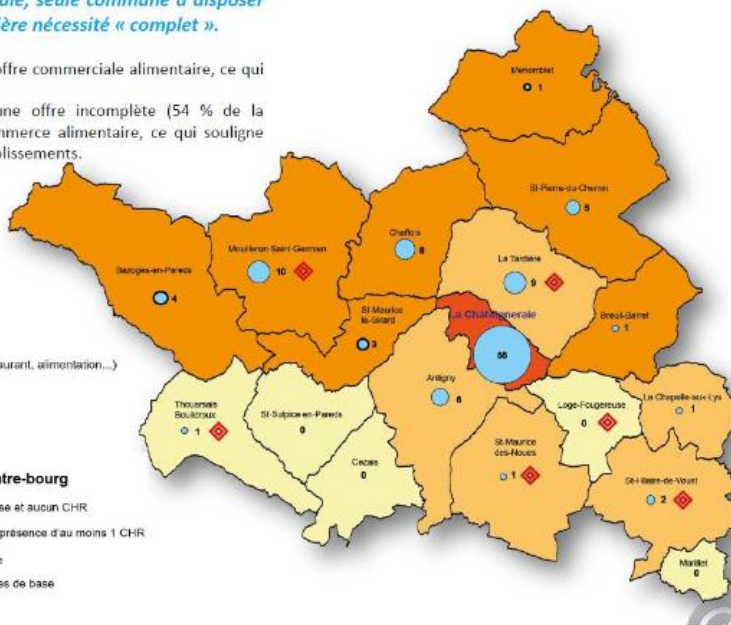 seule commune à disposer
ière nécessité « complet ».
offre commerciale alimentaire, ce qui
une offre incomplète (54 % de la
mmerce alimentaire, ce qui souligne
blissements.
Menomblet
1
St-Pierre-du-Chemin
5
Cheffois
8
Mouilleron-Saint-Germain
10
La Tardière
9
Bazoges-en-Pareds
4
St-Maurice
le-Girard
3
La Châtaigneraie
55
Breuil-Barret
1
aurant, alimentation...)
Antigny
6
La Chapelle-aux-Lys
1
Thouarsais
Bouildroux
1
St-Sulpice-en-Pareds
0
Loge-Fougereuse
0
St-Maurice
des-Noues
1
Cezais
0
St-Hilaire-de-Voust
2
Marillet
0
ntre-bourg
se et aucun CHR
présence d'au moins 1 CHR
e
es de base